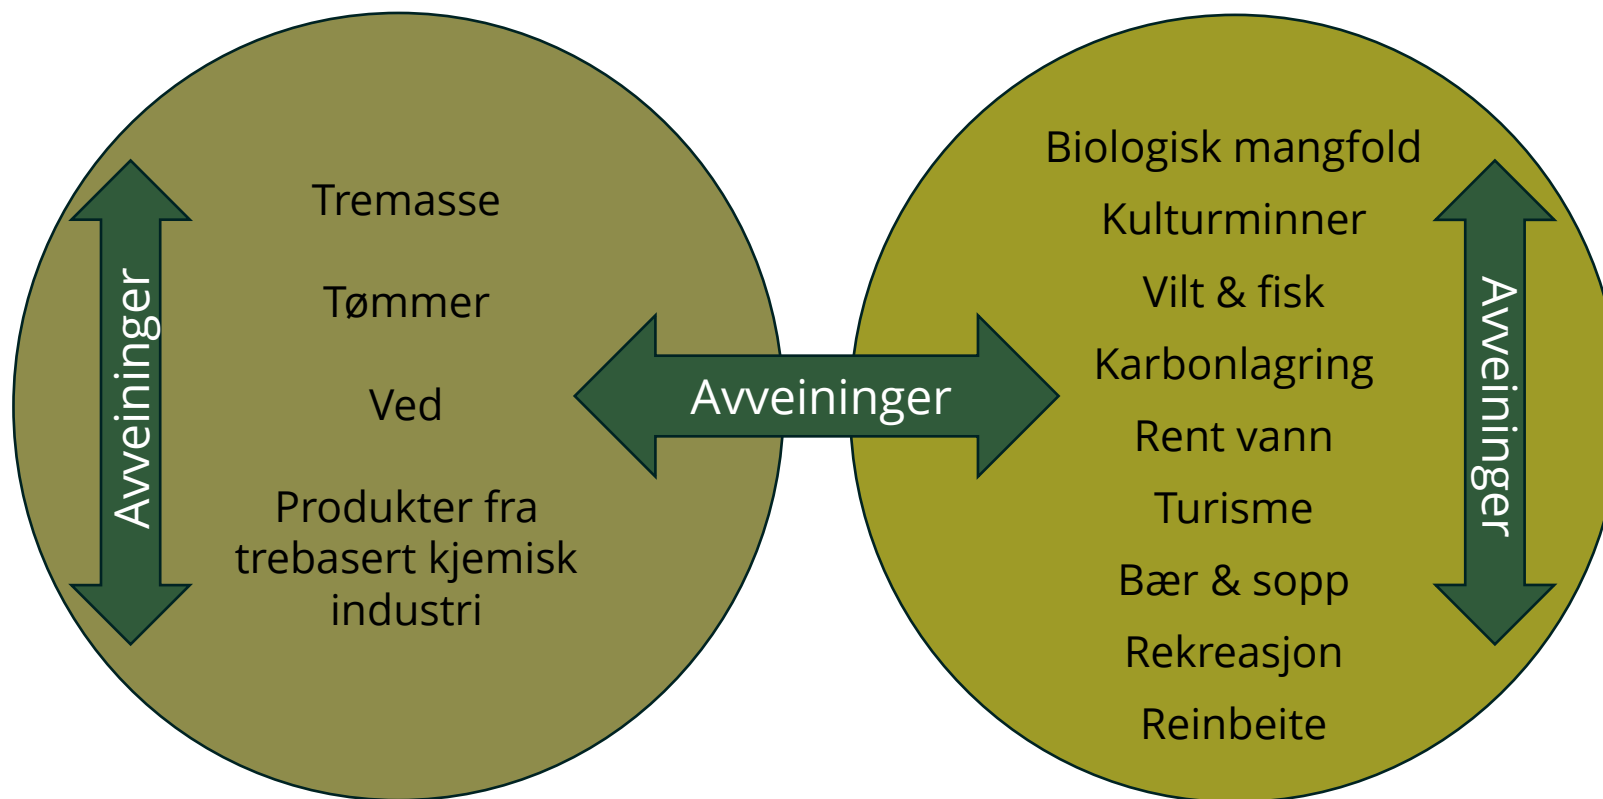 Avveininger
Tremasse
Tømmer
Ved
Produkter fra
trebasert kjemisk
industri
Avveininger
Biologisk mangfold
Kulturminner
Vilt & fisk
Karbonlagring
Rent vann
Turisme
Bær & sopp
Rekreasjon
Reinbeite
Avveininger